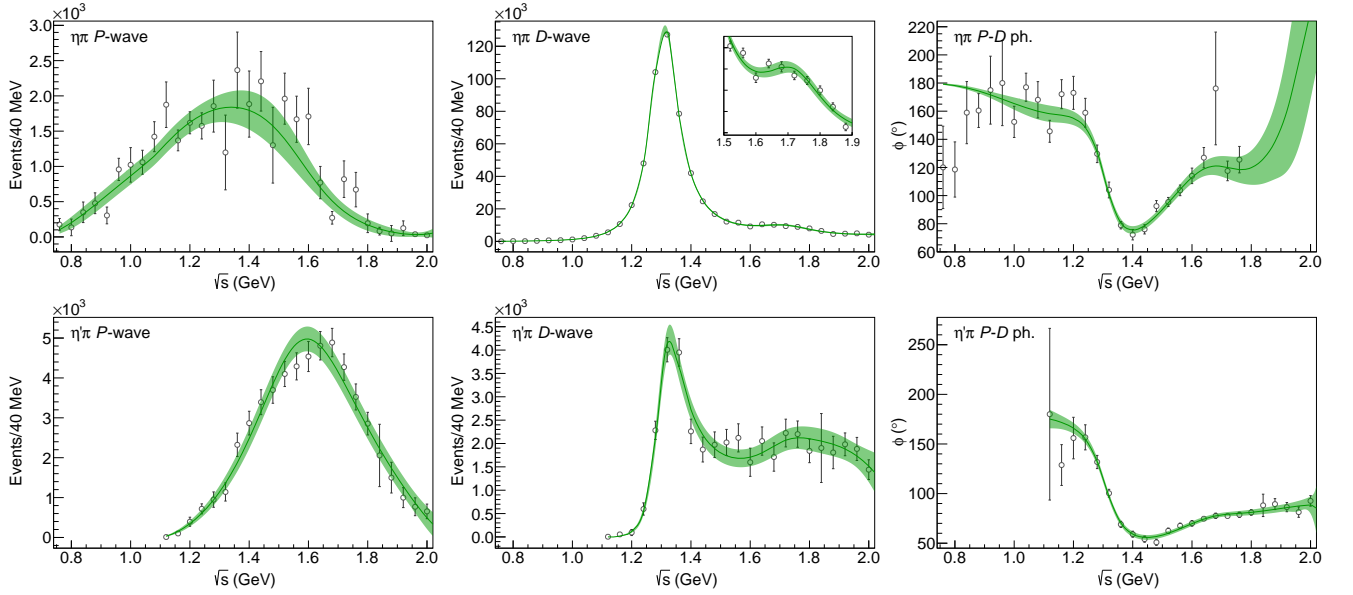 ×10³
ηπ P-wave
Events/40 MeV
3.0
2.5
2.0
1.5
1.0
0.5
0.0
0.8 1.0 1.2 1.4 1.6 1.8 2.0
√s (GeV)
×10³
ηπ D-wave
Events/40 MeV
120
100
80
60
40
20
0
1.5 1.6 1.7 1.8 1.9
0.8 1.0 1.2 1.4 1.6 1.8 2.0
√s (GeV)
ηπ P-D ph.
ϕ (°)
220
200
180
160
140
120
100
80
60
0.8 1.0 1.2 1.4 1.6 1.8 2.0
√s (GeV)
×10³
η'π P-wave
Events/40 MeV
5
4
3
2
1
0
0.8 1.0 1.2 1.4 1.6 1.8 2.0
√s (GeV)
×10³
η'π D-wave
Events/40 MeV
4.5
4.0
3.5
3.0
2.5
2.0
1.5
1.0
0.5
0.0
0.8 1.0 1.2 1.4 1.6 1.8 2.0
√s (GeV)
η'π P-D ph.
ϕ (°)
250
200
150
100
50
0.8 1.0 1.2 1.4 1.6 1.8 2.0
√s (GeV)